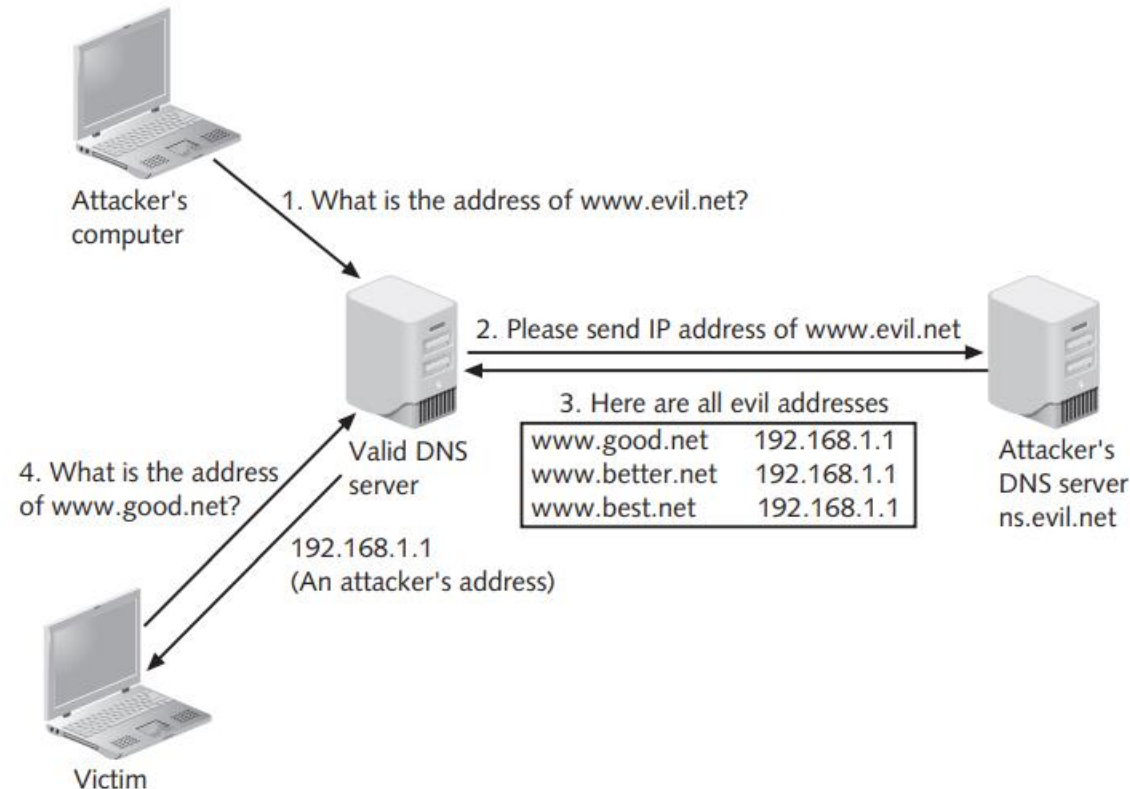 Attacker's
computer
1. What is the address of www.evil.net?
2. Please send IP address of www.evil.net
3. Here are all evil addresses
www.good.net 192.168.1.1
www.better.net 192.168.1.1
www.best.net 192.168.1.1
Valid DNS
server
Attacker's
DNS server
ns.evil.net
4. What is the address
of www.good.net?
192.168.1.1
(An attacker's address)
Victim